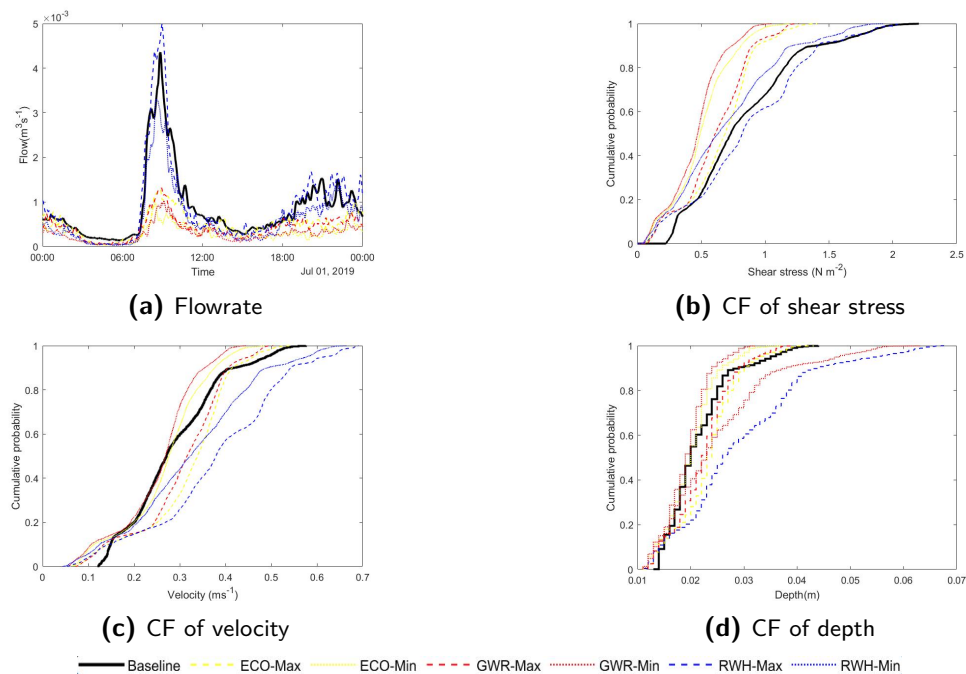 ×10⁻³
5
4
3
2
1
0
Flow(m³s⁻¹)
00:00 06:00 12:00 18:00 00:00
Time
Jul 01, 2019
(a) Flowrate
1
0.8
0.6
0.4
0.2
0
Cumulative probability
0 0.5 1 1.5 2 2.5
Shear stress (N m⁻²)
(b) CF of shear stress
1
0.8
0.6
0.4
0.2
0
Cumulative probability
0 0.1 0.2 0.3 0.4 0.5 0.6 0.7
Velocity (ms⁻¹)
(c) CF of velocity
1
0.8
0.6
0.4
0.2
0
Cumulative probability
0.01 0.02 0.03 0.04 0.05 0.06 0.07
Depth(m)
(d) CF of depth
Baseline ECO-Max ECO-Min GWR-Max GWR-Min RWH-Max RWH-Min